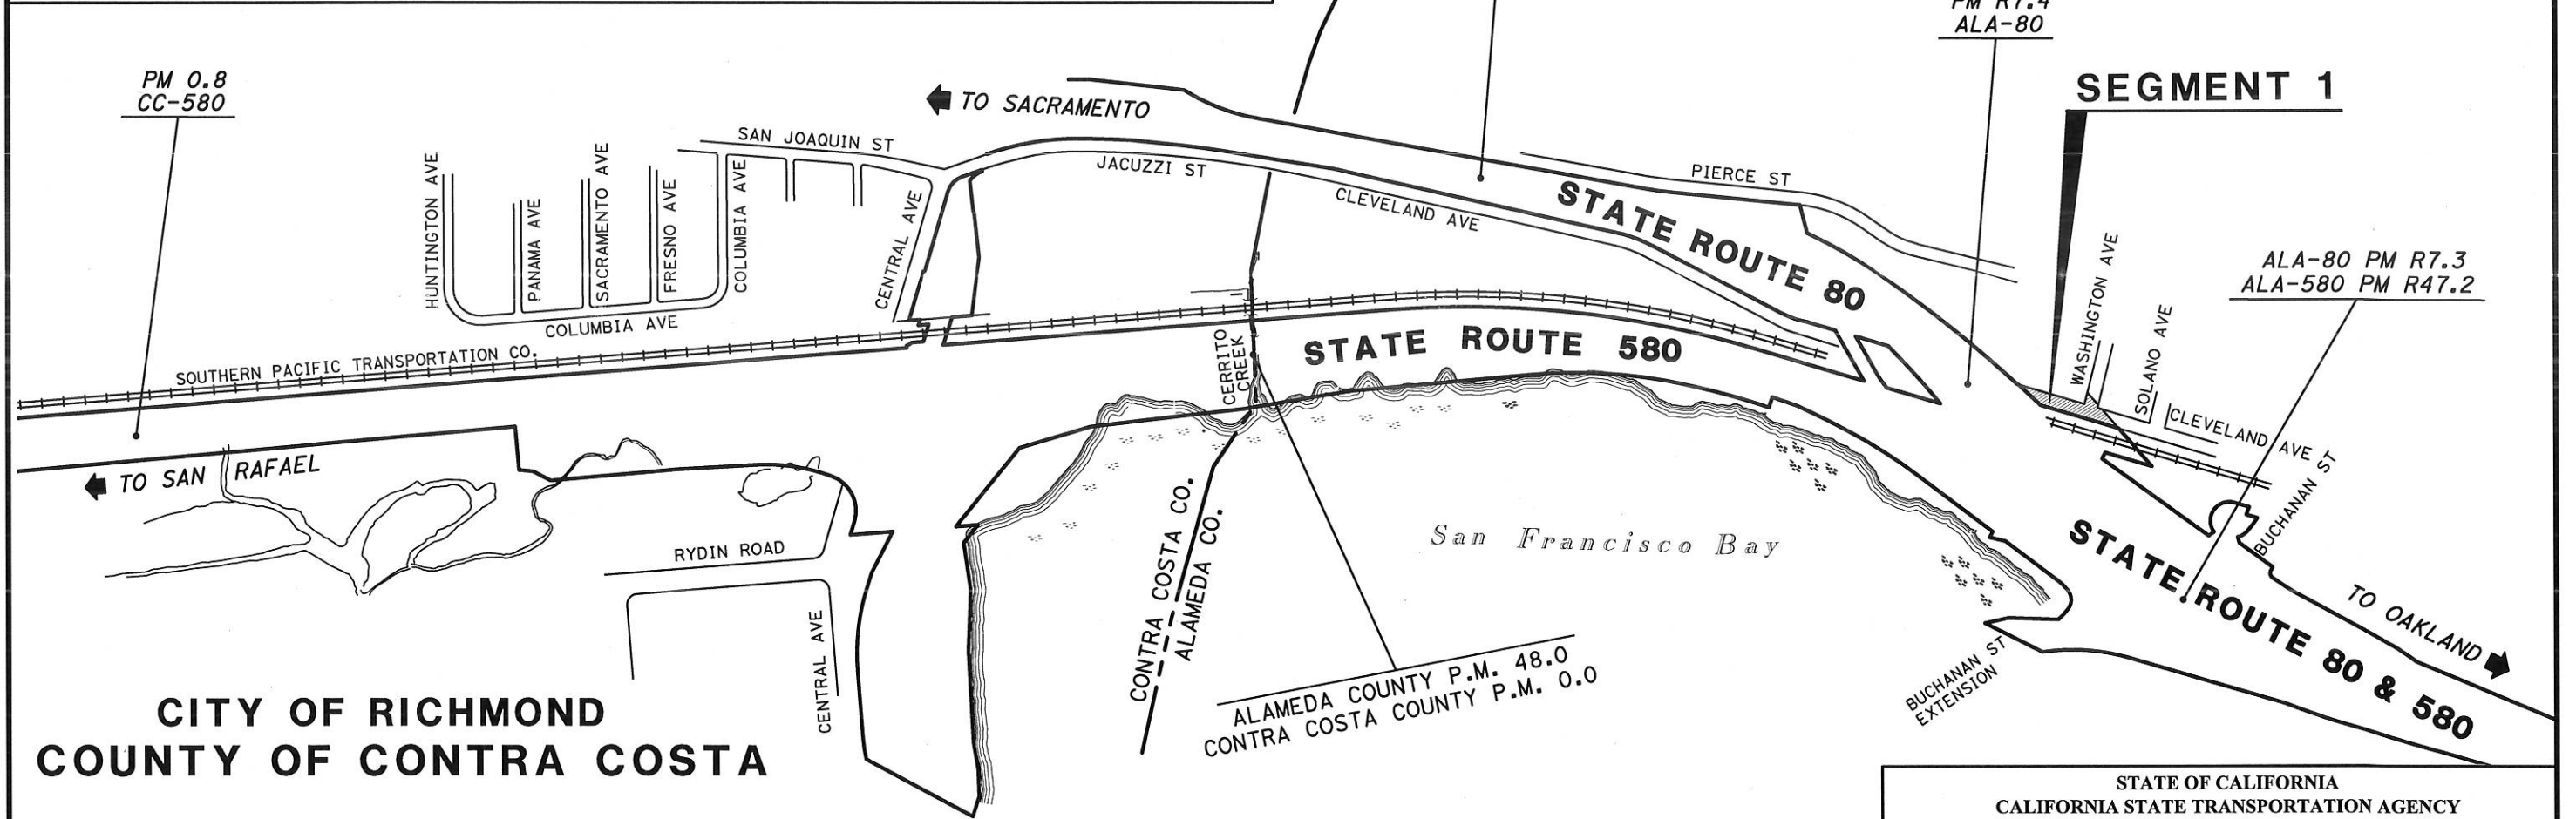 PM R7.4
ALA-80
PM 0.8
CC-580
SEGMENT 1
TO SACRAMENTO
SAN JOAQUIN ST
JACUZZI ST
PIERCE ST
HUNTINGTON AVE
PANAMA AVE
SACRAMENTO AVE
FRESNO AVE
COLUMBIA AVE
CENTRAL AVE
CLEVELAND AVE
STATE ROUTE 80
WASHINGTON AVE
SOLANO AVE
ALA-80 PM R7.3
ALA-580 PM R47.2
COLUMBIA AVE
SOUTHERN PACIFIC TRANSPORTATION CO.
CERRITO
CREEK
STATE ROUTE 580
CLEVELAND AVE
BUCHANAN ST
TO SAN RAFAEL
RYDIN ROAD
CENTRAL AVE
CONTRA COSTA CO.
ALAMEDA CO.
San Francisco Bay
STATE ROUTE 80 & 580
TO OAKLAND
BUCHANAN ST
EXTENSION
ALAMEDA COUNTY P.M. 48.0
CONTRA COSTA COUNTY P.M. 0.0
CITY OF RICHMOND
COUNTY OF CONTRA COSTA
STATE OF CALIFORNIA
CALIFORNIA STATE TRANSPORTATION AGENCY